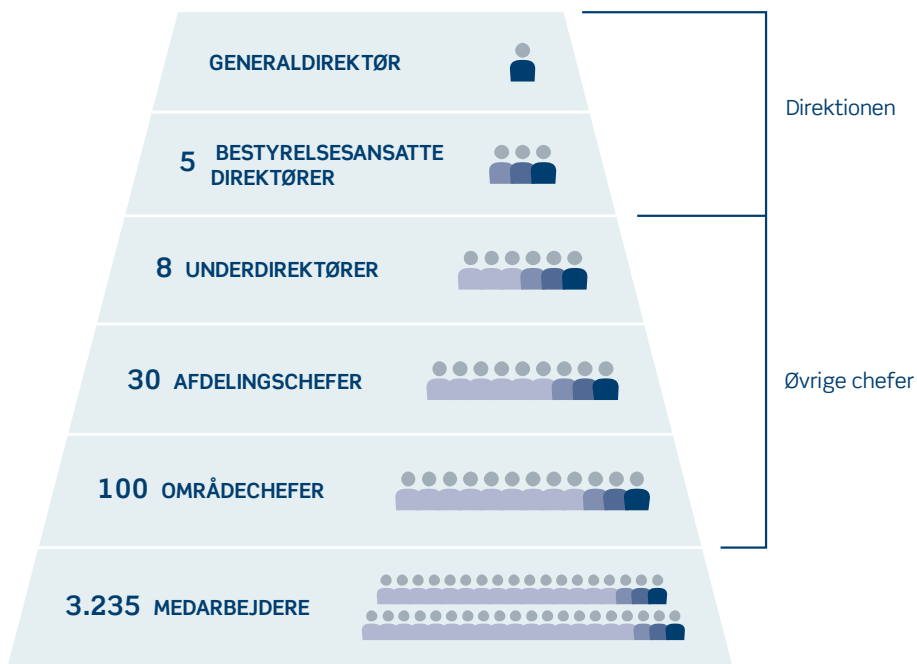 GENERALDIREKTØR
Direktionen
5 BESTYRELSESANSATTE
DIREKTØRER
8 UNDERDIREKTØRER
30 AFDELINGSCHEFER
Øvrige chefer
100 OMRÅDECHEFER
3.235 MEDARBEJDERE